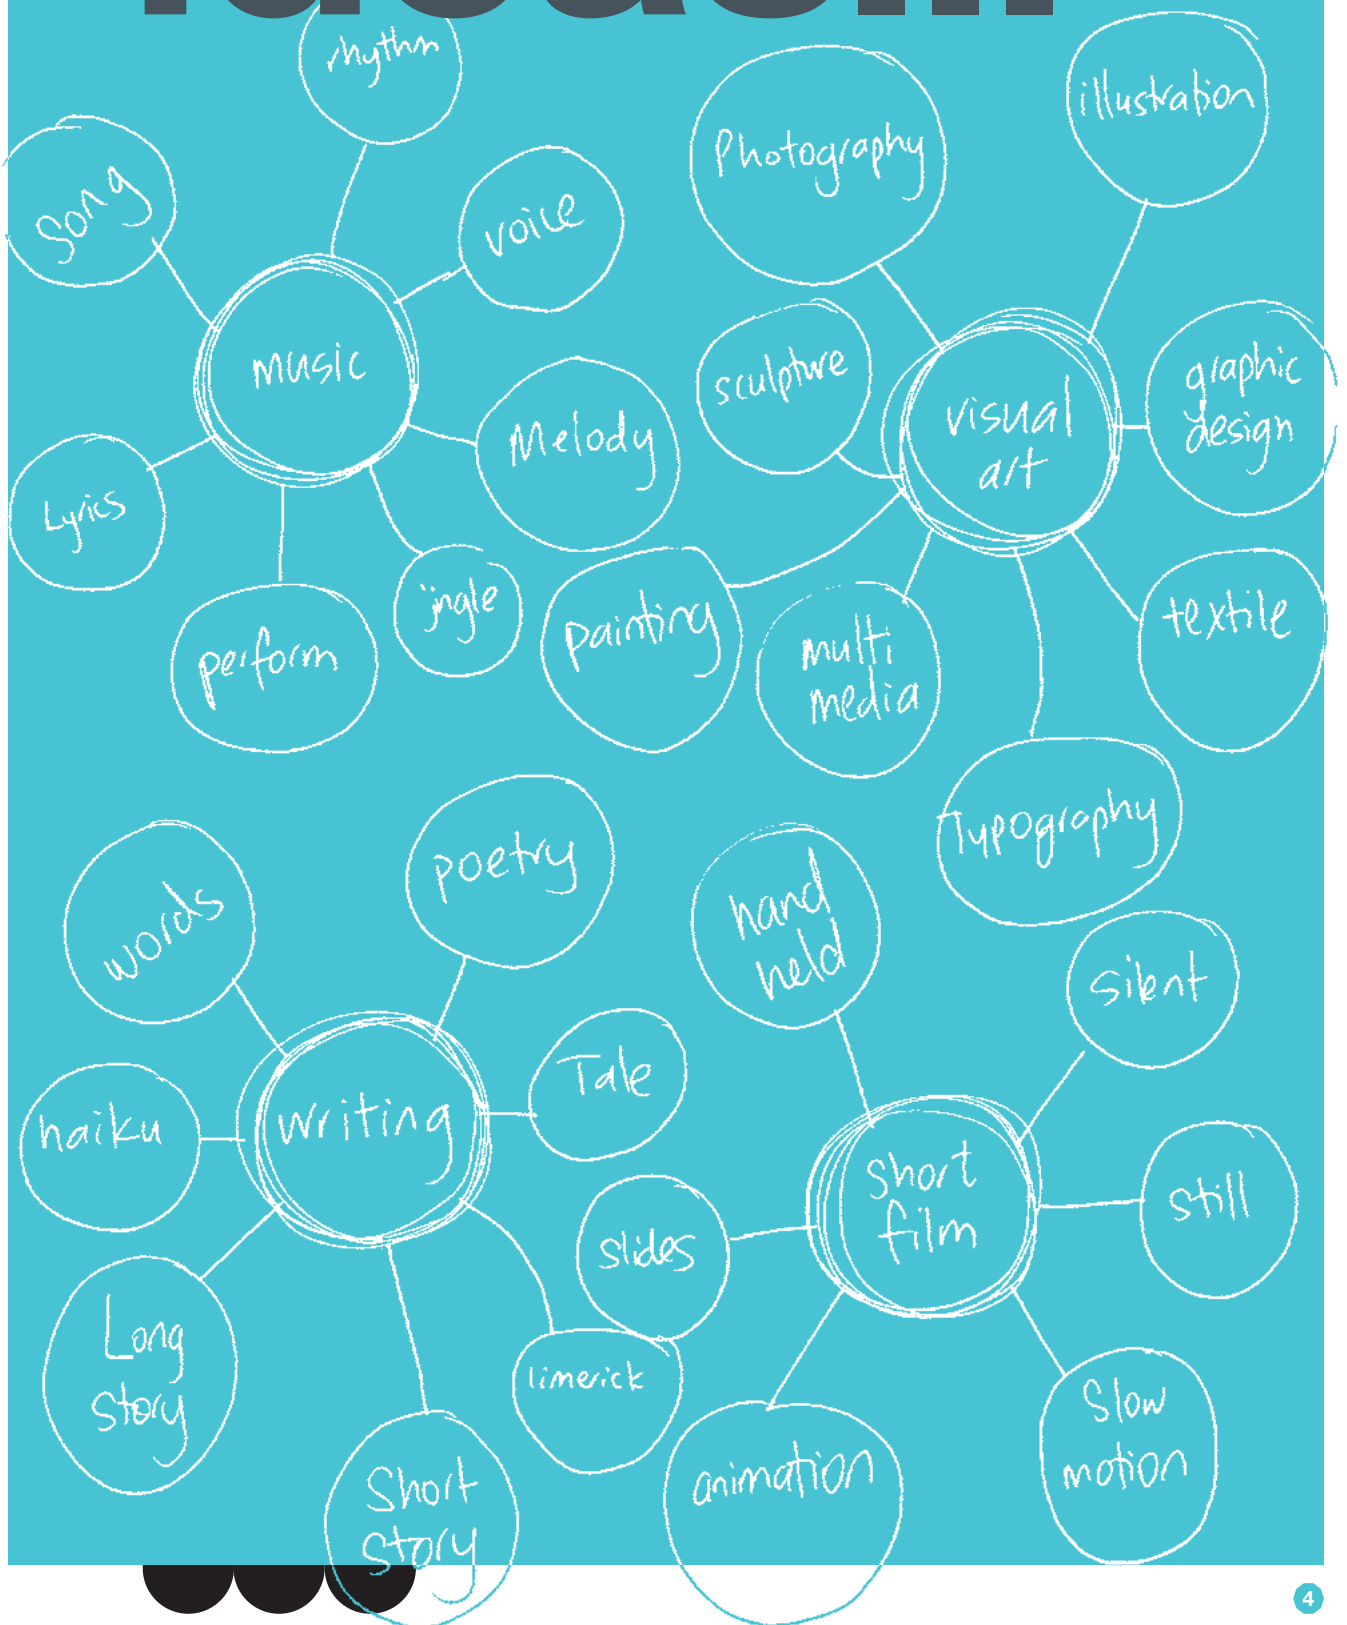 rhythm
song
voice
music
Melody
Lyrics
jingle
perform
Photography
illustration
sculpture
visual
art
graphic
design
painting
multi
media
textile
Typography
words
poetry
haiku
writing
Tale
Long
story
Short
story
limerick
hand
held
silent
short
film
still
slides
animation
Slow
motion
4